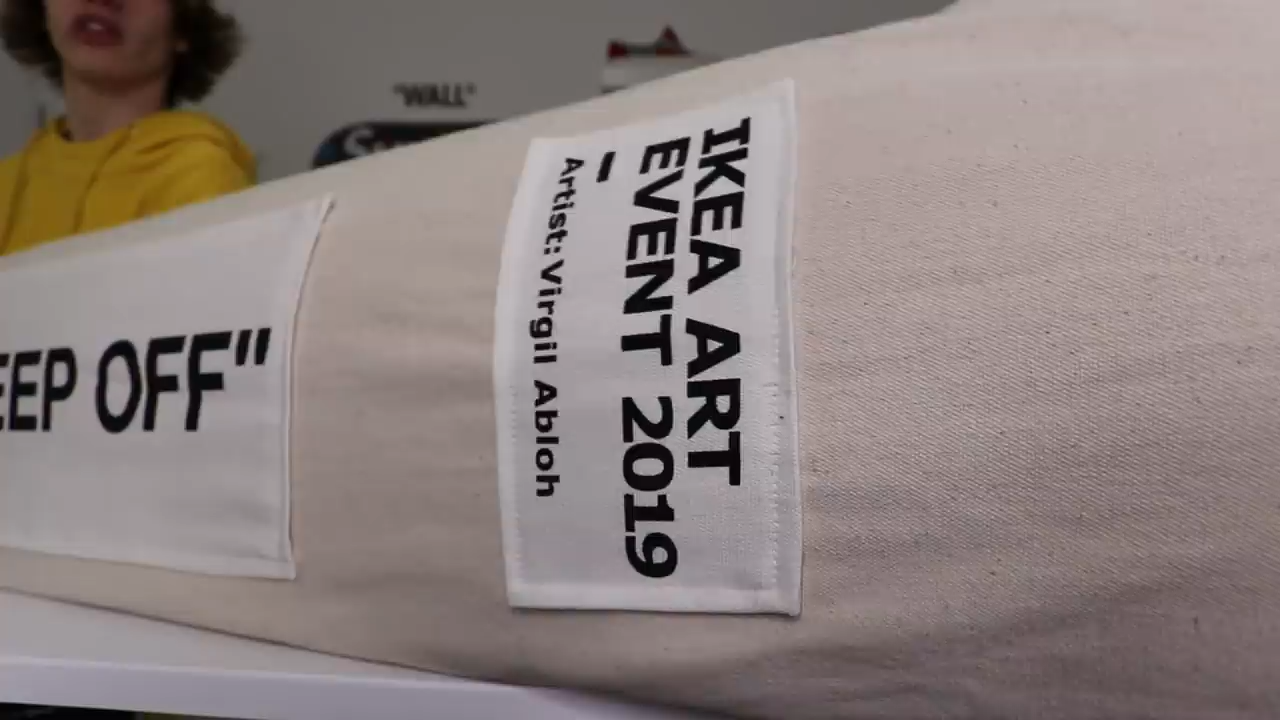 "WALL"
EEP OFF"
IKEA ART
EVENT 2019
Artist: Virgil Abloh